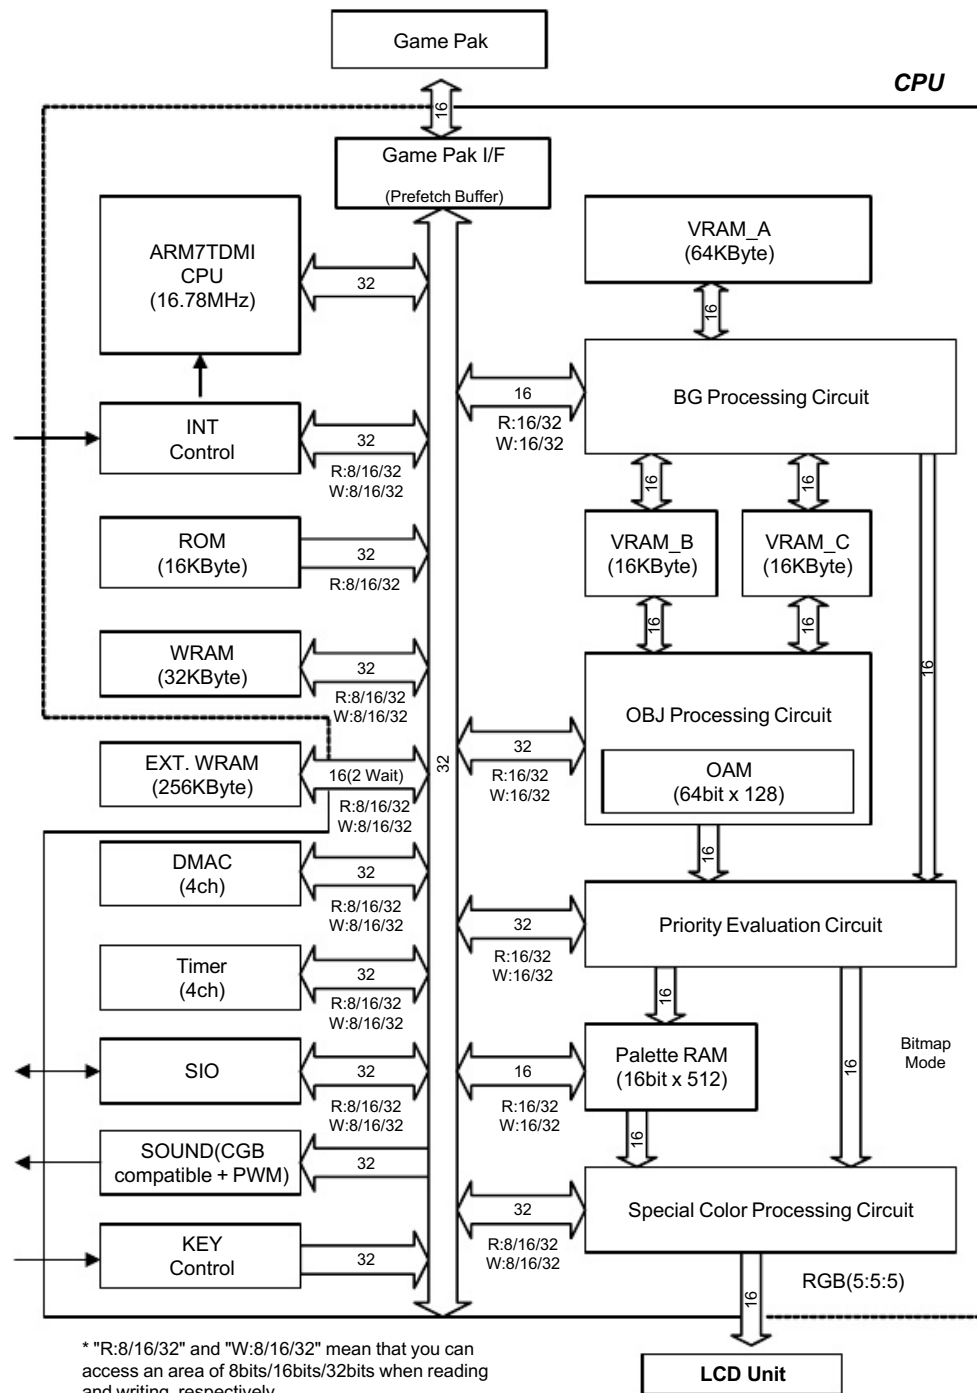 Game Pak
CPU
16
Game Pak I/F
(Prefetch Buffer)
ARM7TDMI
CPU
(16.78MHz)
32
VRAM_A
(64KByte)
16
BG Processing Circuit
16
R:16/32
W:16/32
INT
Control
32
R:8/16/32
W:8/16/32
16
16
ROM
(16KByte)
32
R:8/16/32
VRAM_B
(16KByte)
VRAM_C
(16KByte)
16
16
16
WRAM
(32KByte)
32
R:8/16/32
W:8/16/32
OBJ Processing Circuit
OAM
(64bit x 128)
32
R:16/32
W:16/32
32
EXT. WRAM
(256KByte)
16(2 Wait)
R:8/16/32
W:8/16/32
16
DMAC
(4ch)
32
R:8/16/32
W:8/16/32
Priority Evaluation Circuit
32
R:16/32
W:16/32
Timer
(4ch)
32
R:8/16/32
W:8/16/32
16
16
Bitmap
Mode
Palette RAM
(16bit x 512)
16
R:16/32
W:16/32
SIO
32
R:8/16/32
W:8/16/32
16
SOUND(CGB
compatible + PWM)
32
Special Color Processing Circuit
32
R:8/16/32
W:8/16/32
KEY
Control
32
RGB(5:5:5)
16
LCD Unit
* "R:8/16/32" and "W:8/16/32" mean that you can
access an area of 8bits/16bits/32bits when reading
and writing, respectively